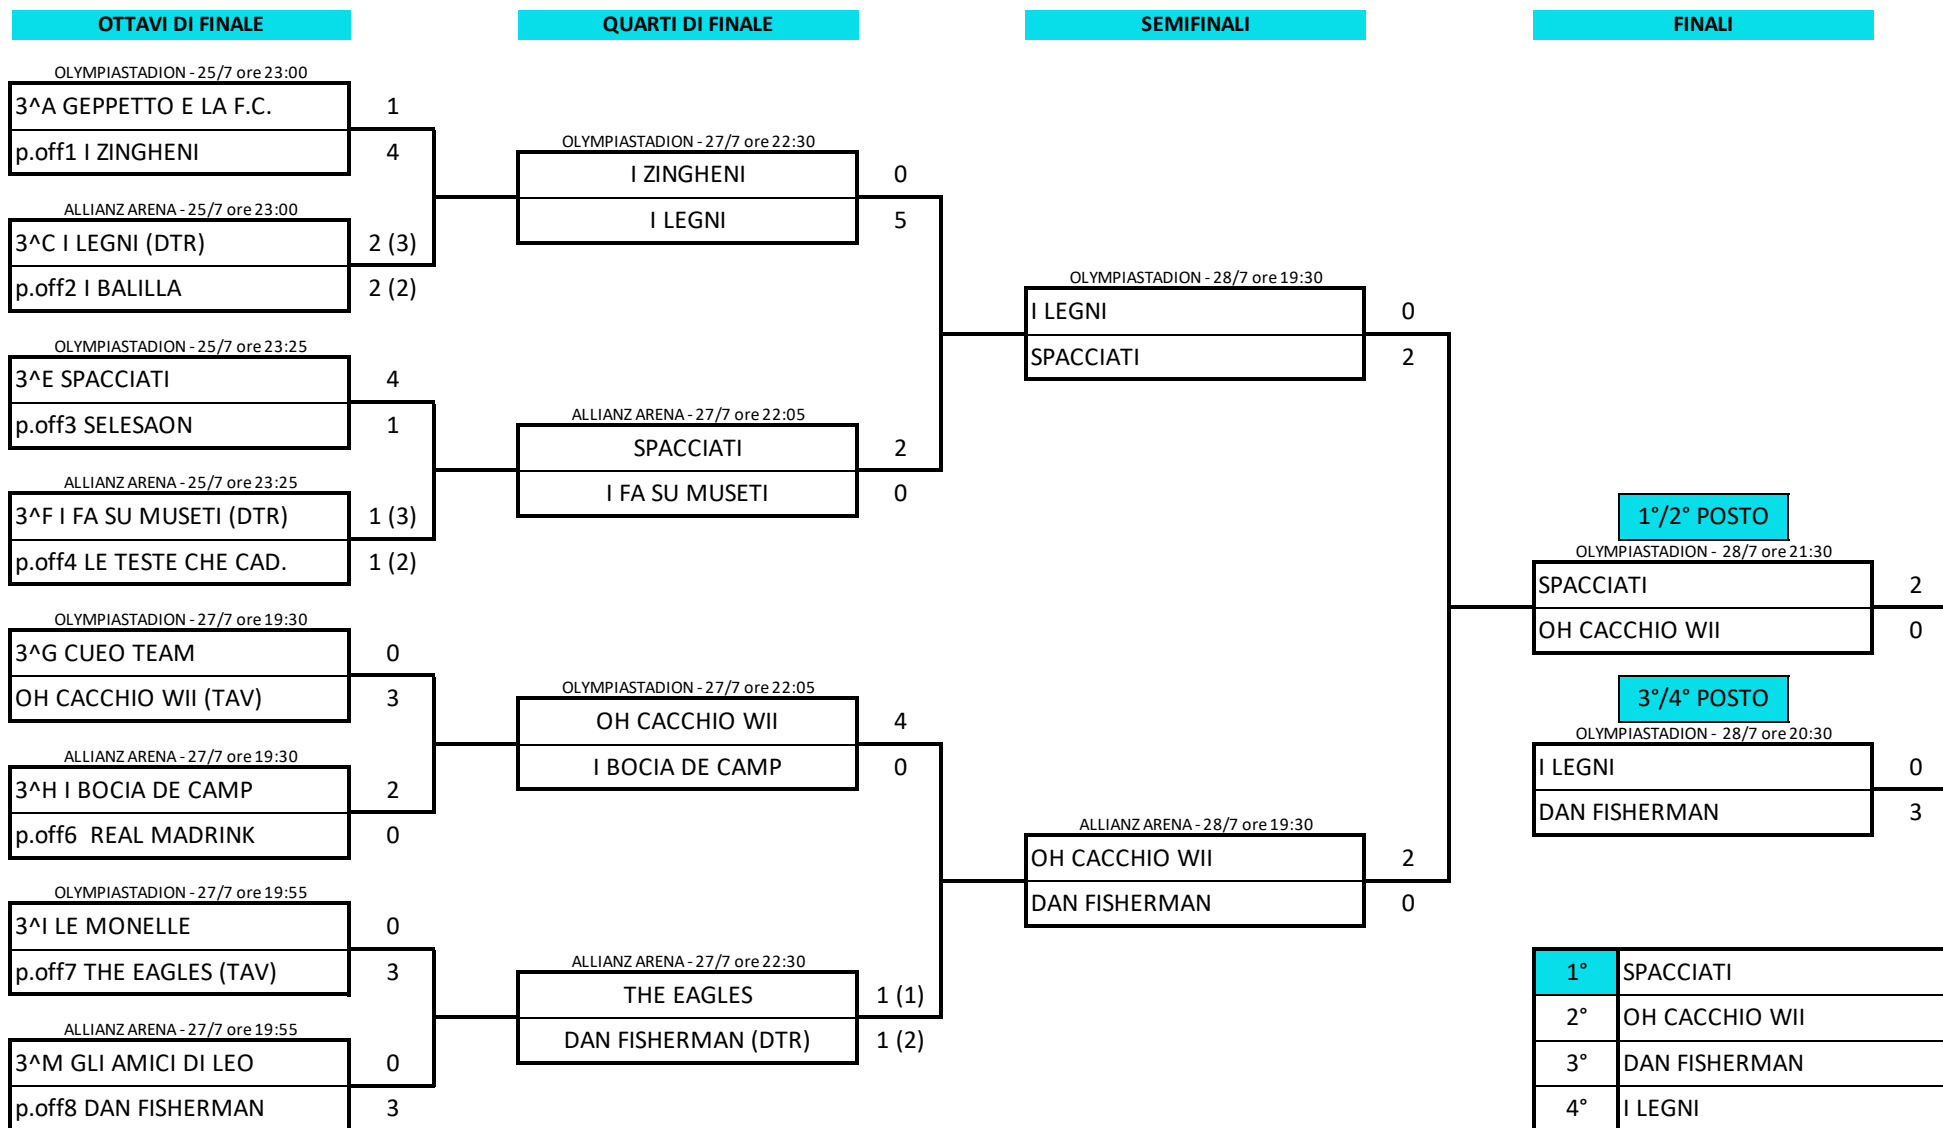 OTTAVI DI FINALE
QUARTI DI FINALE
SEMIFINALI
FINALI
OLYMPIASTADION - 25/7 ore 23:00
3^A GEPPETTO E LA F.C. 1
p.off1 I ZINGHENI 4
ALLIANZ ARENA - 25/7 ore 23:00
3^C I LEGNI (DTR) 2 (3)
p.off2 I BALILLA 2 (2)
OLYMPIASTADION - 25/7 ore 23:25
3^E SPACCIATI 4
p.off3 SELESAON 1
ALLIANZ ARENA - 25/7 ore 23:25
3^F I FA SU MUSETI (DTR) 1 (3)
p.off4 LE TESTE CHE CAD. 1 (2)
OLYMPIASTADION - 27/7 ore 19:30
3^G CUEO TEAM 0
OH CACCHIO WII (TAV) 3
ALLIANZ ARENA - 27/7 ore 19:30
3^H I BOCIA DE CAMP 2
p.off6 REAL MADRINK 0
OLYMPIASTADION - 27/7 ore 19:55
3^I LE MONELLE 0
p.off7 THE EAGLES (TAV) 3
ALLIANZ ARENA - 27/7 ore 19:55
3^M GLI AMICI DI LEO 0
p.off8 DAN FISHERMAN 3
OLYMPIASTADION - 27/7 ore 22:30
I ZINGHENI 0
I LEGNI 5
ALLIANZ ARENA - 27/7 ore 22:05
SPACCIATI 2
I FA SU MUSETI 0
OLYMPIASTADION - 27/7 ore 22:05
OH CACCHIO WII 4
I BOCIA DE CAMP 0
ALLIANZ ARENA - 27/7 ore 22:30
THE EAGLES 1 (1)
DAN FISHERMAN (DTR) 1 (2)
OLYMPIASTADION - 28/7 ore 19:30
I LEGNI 0
SPACCIATI 2
ALLIANZ ARENA - 28/7 ore 19:30
OH CACCHIO WII 2
DAN FISHERMAN 0
1°/2° POSTO
OLYMPIASTADION - 28/7 ore 21:30
SPACCIATI 2
OH CACCHIO WII 0
3°/4° POSTO
OLYMPIASTADION - 28/7 ore 20:30
I LEGNI 0
DAN FISHERMAN 3
1° SPACCIATI
2° OH CACCHIO WII
3° DAN FISHERMAN
4° I LEGNI